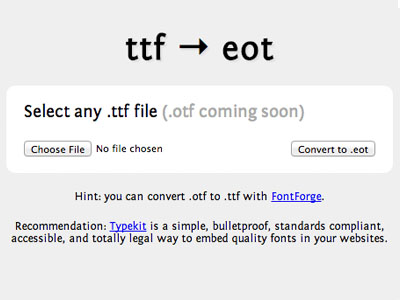 ttf → eot
Select any .ttf file (.otf coming soon)
Choose File No file chosen Convert to .eot
Hint: you can convert .otf to .ttf with FontForge.
Recommendation: Typekit is a simple, bulletproof, standards compliant,
accessible, and totally legal way to embed quality fonts in your websites.